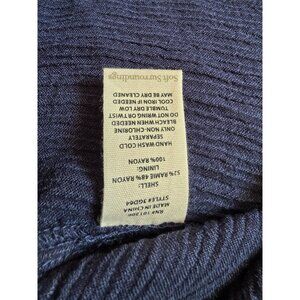 RN# 101206
STYLE# 3GD64
MADE IN CHINA
SHELL:
52% RAMIE 48% RAYON
LINING:
100% RAYON
HAND WASH COLD
SEPARATELY
ONLY NON-CHLORINE
BLEACH WHEN NEEDED
DO NOT WRING OR TWIST
TUMBLE DRY LOW
COOL IRON IF NEEDED
MAY BE DRY CLEANED
Soft Surroundings